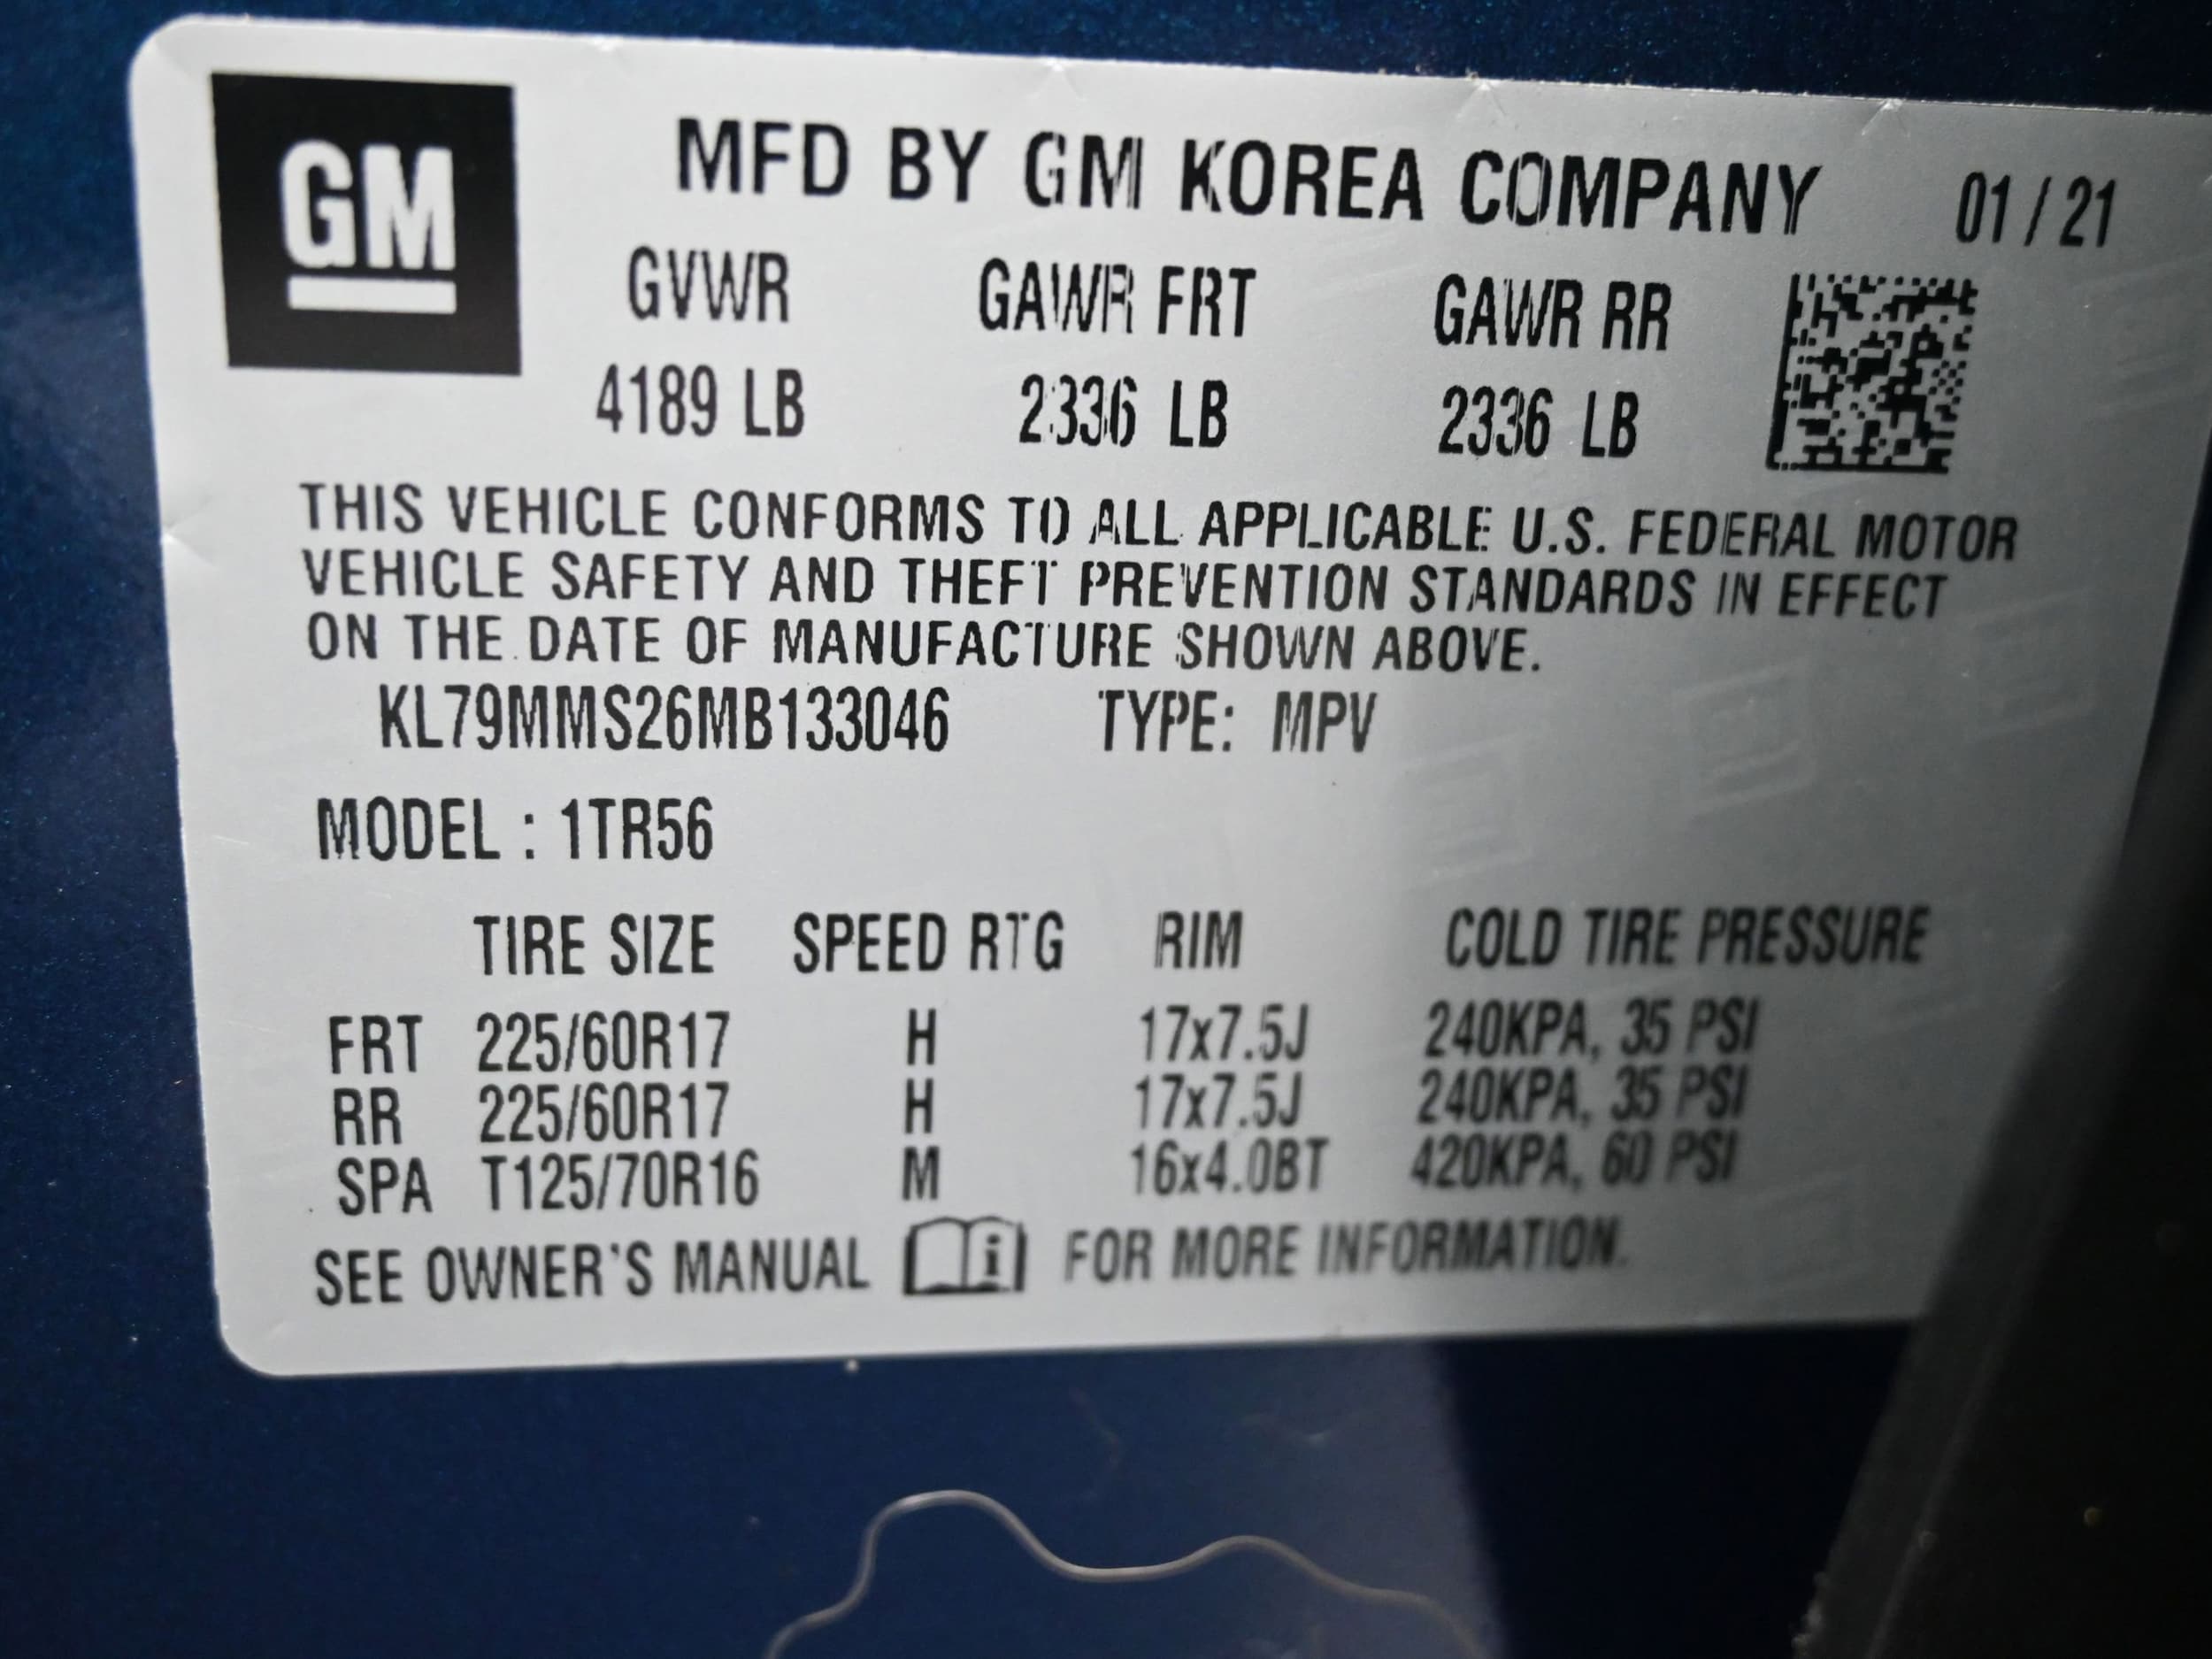 GM
MFD BY GM KOREA COMPANY 01/21
GVWR GAWR FRT GAWR RR
4189 LB 2336 LB 2336 LB
THIS VEHICLE CONFORMS TO ALL APPLICABLE U.S. FEDERAL MOTOR
VEHICLE SAFETY AND THEFT PREVENTION STANDARDS IN EFFECT
ON THE DATE OF MANUFACTURE SHOWN ABOVE.
KL79MMS26MB133046 TYPE: MPV
MODEL : 1TR56
TIRE SIZE SPEED RTG RIM COLD TIRE PRESSURE
FRT 225/60R17 H 17x7.5J 240KPA, 35 PSI
RR 225/60R17 H 17x7.5J 240KPA, 35 PSI
SPA T125/70R16 M 16x4.0BT 420KPA, 60 PSI
SEE OWNER'S MANUAL i FOR MORE INFORMATION.